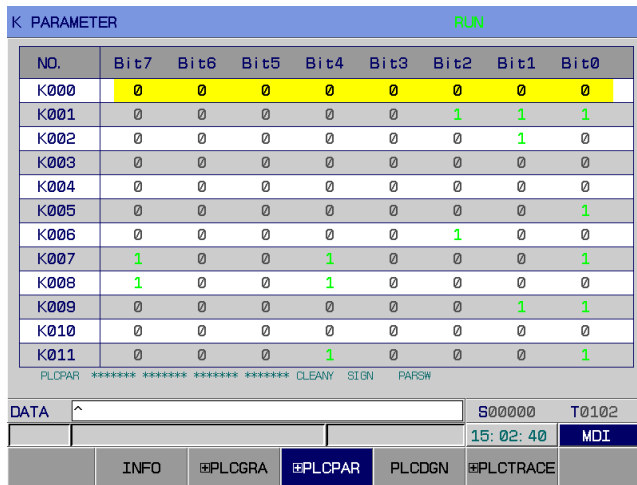 K PARAMETER RUN
NO. Bit7 Bit6 Bit5 Bit4 Bit3 Bit2 Bit1 Bit0
K000 0 0 0 0 0 0 0 0
K001 0 0 0 0 0 1 1 1
K002 0 0 0 0 0 0 1 0
K003 0 0 0 0 0 0 0 0
K004 0 0 0 0 0 0 0 0
K005 0 0 0 0 0 0 0 1
K006 0 0 0 0 0 1 0 0
K007 1 0 0 1 0 0 0 1
K008 1 0 0 1 0 0 0 0
K009 0 0 0 0 0 0 1 1
K010 0 0 0 0 0 0 0 0
K011 0 0 0 1 0 0 0 1
PLCPAR ******* ******* ******* ******* CLEANY SIGN PARSW
DATA ^ S00000 T0102
15:02:40 MDI
INFO ⊞PLCGRA ⊞PLCPAR PLCDGN ⊞PLCTRACE